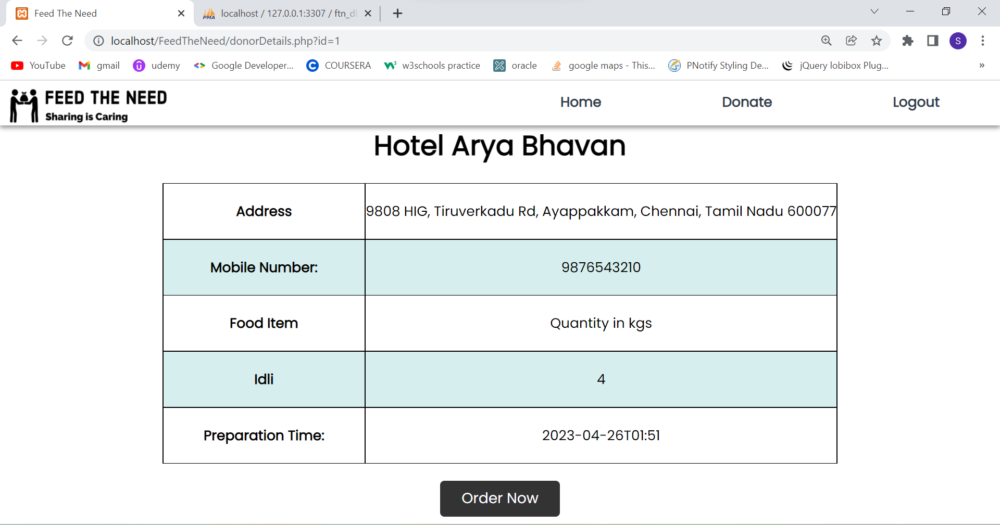 Feed The Need
localhost / 127.0.0.1:3307 / ftn_d
localhost/FeedTheNeed/donorDetails.php?id=1
S
YouTube
gmail
udemy
Google Developer...
COURSERA
w3schools practice
oracle
google maps - This...
PNotify Styling De...
jQuery lobibox Plug...
»
FEED THE NEED
Sharing is Caring
Home
Donate
Logout
Hotel Arya Bhavan
Address
9808 HIG, Tiruverkadu Rd, Ayappakkam, Chennai, Tamil Nadu 600077
Mobile Number:
9876543210
Food Item
Quantity in kgs
Idli
4
Preparation Time:
2023-04-26T01:51
Order Now